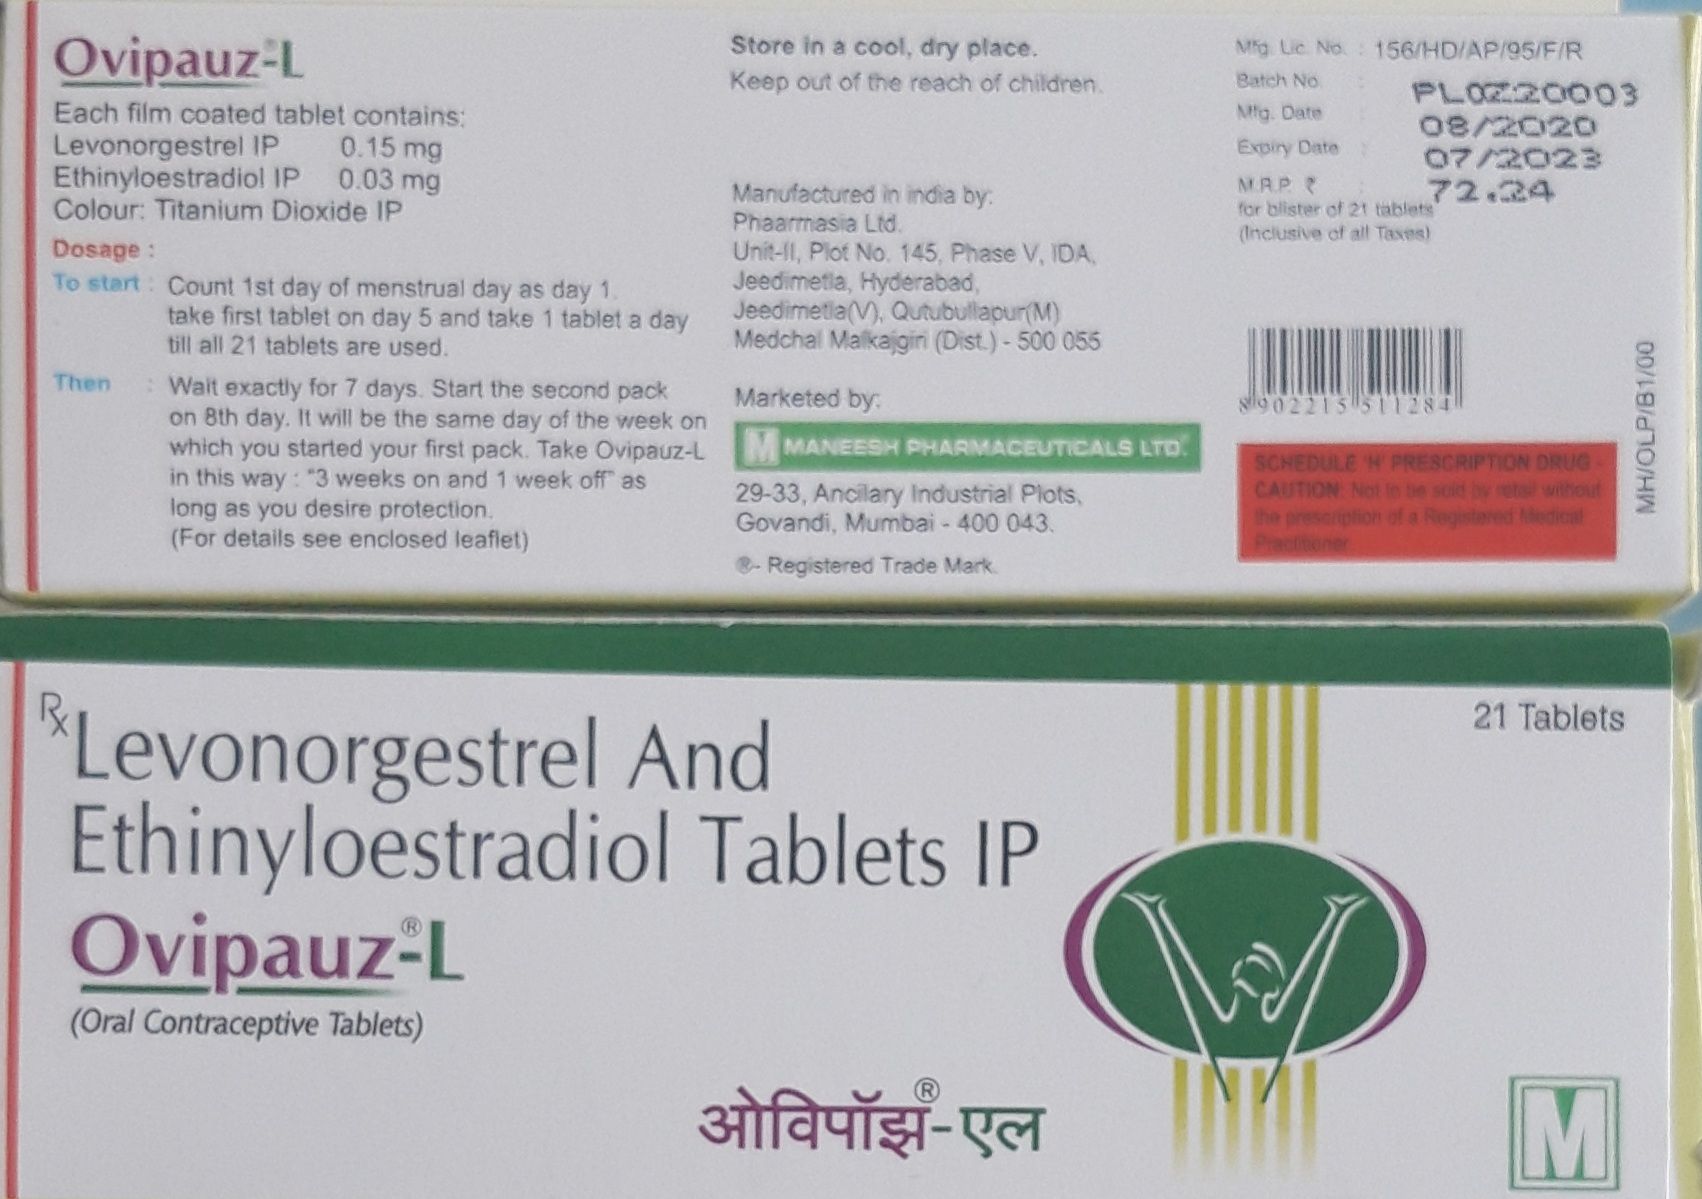 Ovipauz®-L
Each film coated tablet contains:
Levonorgestrel IP 0.15 mg
Ethinyloestradiol IP 0.03 mg
Colour: Titanium Dioxide IP
Dosage :
To start : Count 1st day of menstrual day as day 1.
take first tablet on day 5 and take 1 tablet a day
till all 21 tablets are used.
Then : Wait exactly for 7 days. Start the second pack
on 8th day. It will be the same day of the week on
which you started your first pack. Take Ovipauz-L
in this way : "3 weeks on and 1 week off" as
long as you desire protection.
(For details see enclosed leaflet)
Store in a cool, dry place.
Keep out of the reach of children.
Manufactured in india by:
Phaarmasia Ltd.
Unit-II, Plot No. 145, Phase V, IDA,
Jeedimetla, Hyderabad,
Jeedimetla(V), Qutubullapur(M)
Medchal Malkajgiri (Dist.) - 500 055
Marketed by:
M MANEESH PHARMACEUTICALS LTD.
29-33, Ancilary Industrial Plots,
Govandi, Mumbai - 400 043.
®- Registered Trade Mark.
Mfg. Lic. No. : 156/HD/AP/95/F/R
Batch No. : PL0Z20003
Mfg. Date : 08/2020
Expiry Date : 07/2023
M.R.P. ₹ : 72.24
for blister of 21 tablets
(Inclusive of all Taxes)
8 902215 511284
SCHEDULE 'H' PRESCRIPTION DRUG -
CAUTION: Not to be sold by retail without
the prescription of a Registered Medical
Practitioner
MH/OLP/B1/00
Rx Levonorgestrel And
Ethinyloestradiol Tablets IP
Ovipauz®-L
(Oral Contraceptive Tablets)
ओविपॉझ®-एल
21 Tablets
M